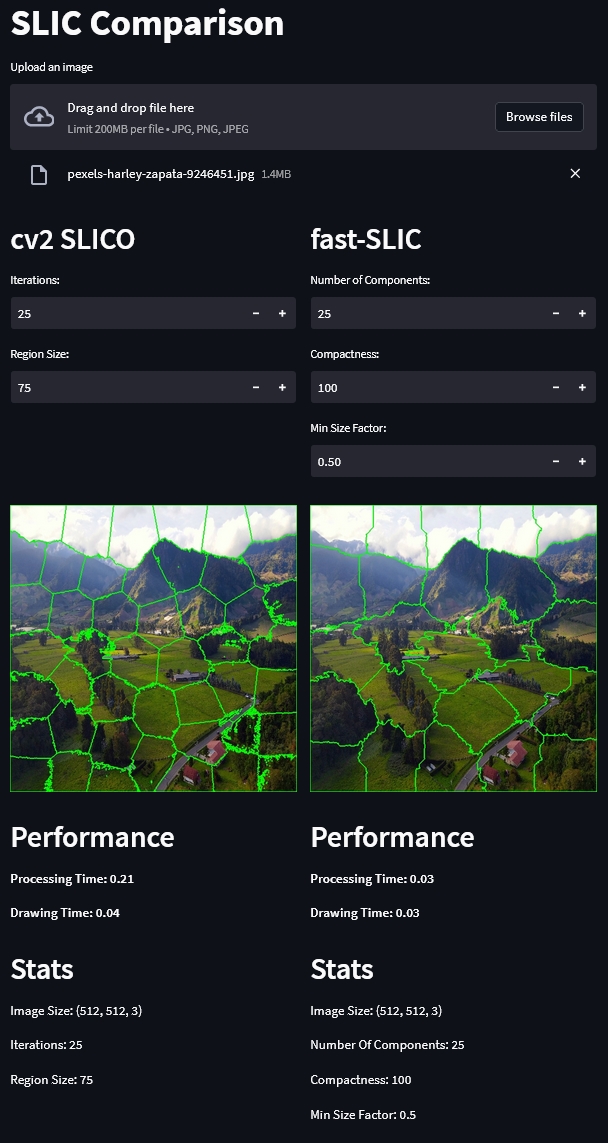 SLIC Comparison
Upload an image
Drag and drop file here
Limit 200MB per file • JPG, PNG, JPEG
Browse files
pexels-harley-zapata-9246451.jpg 1.4MB
cv2 SLICO
Iterations:
25
Region Size:
75
fast-SLIC
Number of Components:
25
Compactness:
100
Min Size Factor:
0.50
Performance
Processing Time: 0.21
Drawing Time: 0.04
Stats
Image Size: (512, 512, 3)
Iterations: 25
Region Size: 75
Performance
Processing Time: 0.03
Drawing Time: 0.03
Stats
Image Size: (512, 512, 3)
Number Of Components: 25
Compactness: 100
Min Size Factor: 0.5